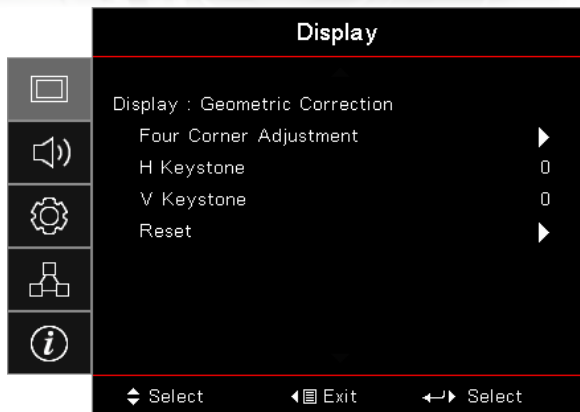 Display
Display : Geometric Correction
Four Corner Adjustment
H Keystone 0
V Keystone 0
Reset
i
Select Exit Select